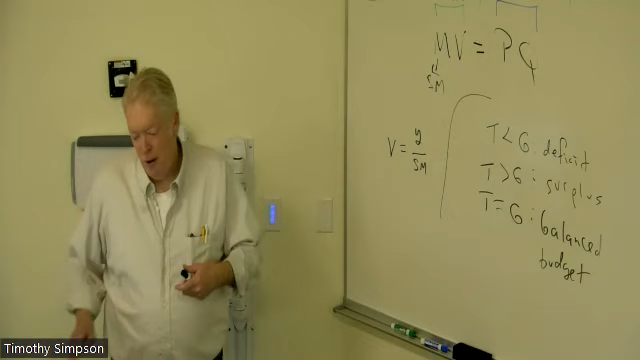 MV = PQ
SM
V = y/SM
T < G : deficit
T > G : surplus
T = G : balanced
budget
Timothy Simpson